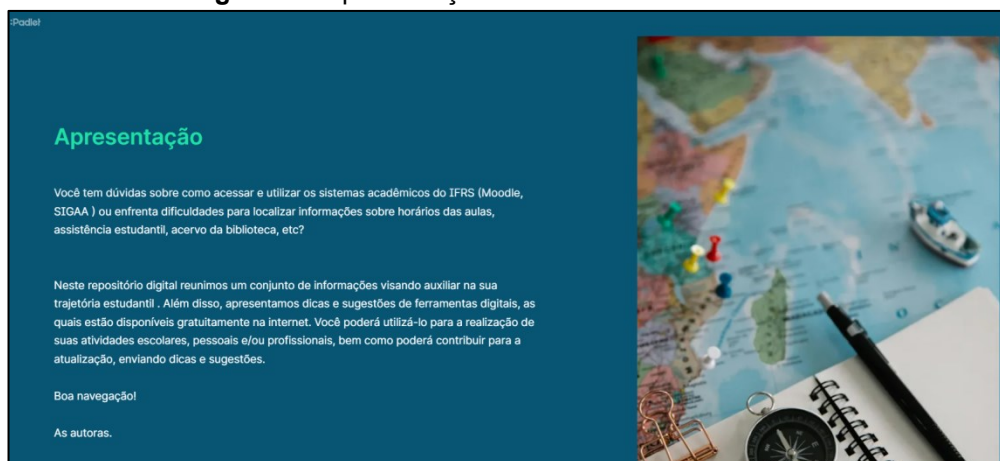 :Padlet
Apresentação
Você tem dúvidas sobre como acessar e utilizar os sistemas acadêmicos do IFRS (Moodle,
SIGAA ) ou enfrenta dificuldades para localizar informações sobre horários das aulas,
assistência estudantil, acervo da biblioteca, etc?
Neste repositório digital reunimos um conjunto de informações visando auxiliar na sua
trajetória estudantil . Além disso, apresentamos dicas e sugestões de ferramentas digitais, as
quais estão disponíveis gratuitamente na internet. Você poderá utilizá-lo para a realização de
suas atividades escolares, pessoais e/ou profissionais, bem como poderá contribuir para a
atualização, enviando dicas e sugestões.
Boa navegação!
As autoras.